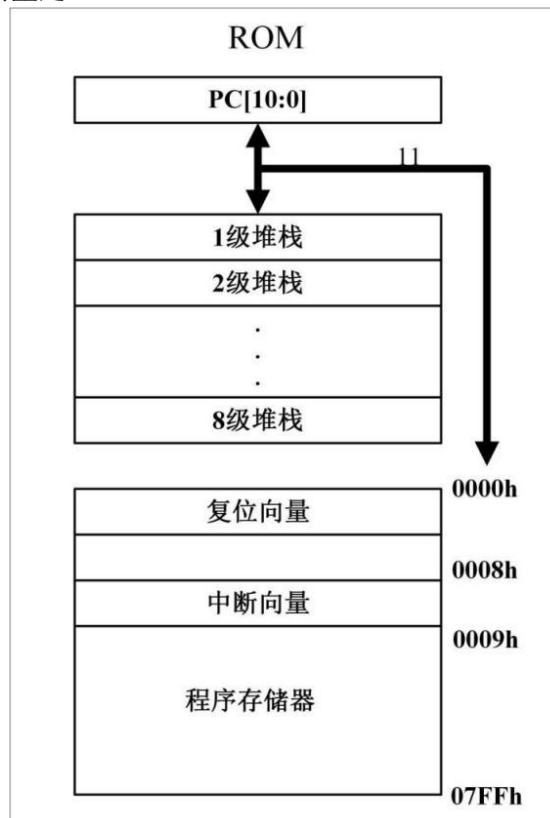 ROM
PC[10:0]
11
1级堆栈
2级堆栈
.
.
.
8级堆栈
0000h
复位向量
0008h
中断向量
0009h
程序存储器
07FFh